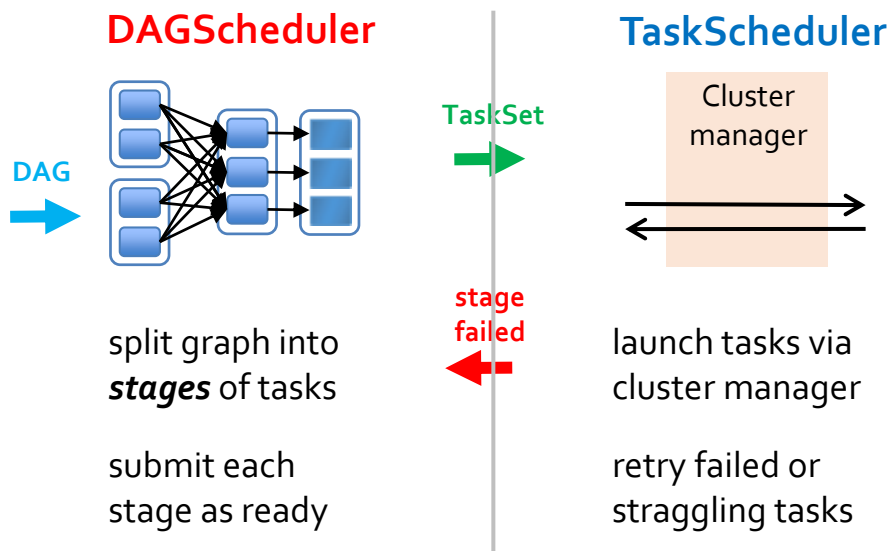 DAGScheduler
TaskScheduler
DAG
TaskSet
Cluster
manager
stage
failed
split graph into
stages of tasks
submit each
stage as ready
launch tasks via
cluster manager
retry failed or
straggling tasks